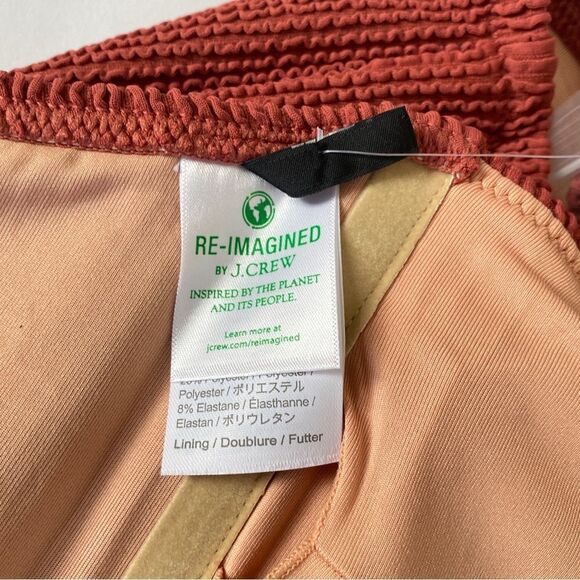 RE-IMAGINED
BY J.CREW
INSPIRED BY THE PLANET
AND ITS PEOPLE.
Learn more at
jcrew.com/reimagined
Polyester / ポリエステル
8% Elastane / Élasthanne /
Elastan / ポリウレタン
Lining / Doublure / Futter